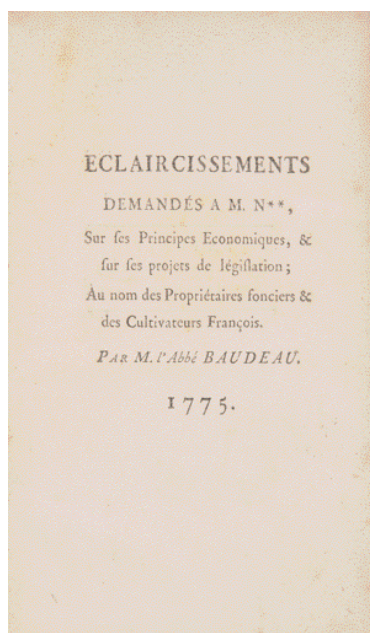 ECLAIRCISSEMENTS
DEMANDÉS A M. N**,
Sur ſes Principes Economiques, &
ſur ſes projets de législation;
Au nom des Propriétaires fonciers &
des Cultivateurs François.
PAR M. l'Abbé BAUDEAU.
1775.